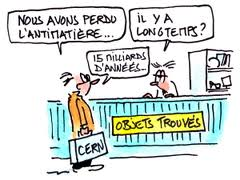 NOUS AVONS PERDU
L'ANTIMATIÈRE...
IL Y A
LONGTEMPS?
15 MILLIARDS
D'ANNÉES...
OBJETS TROUVÉS
CERN